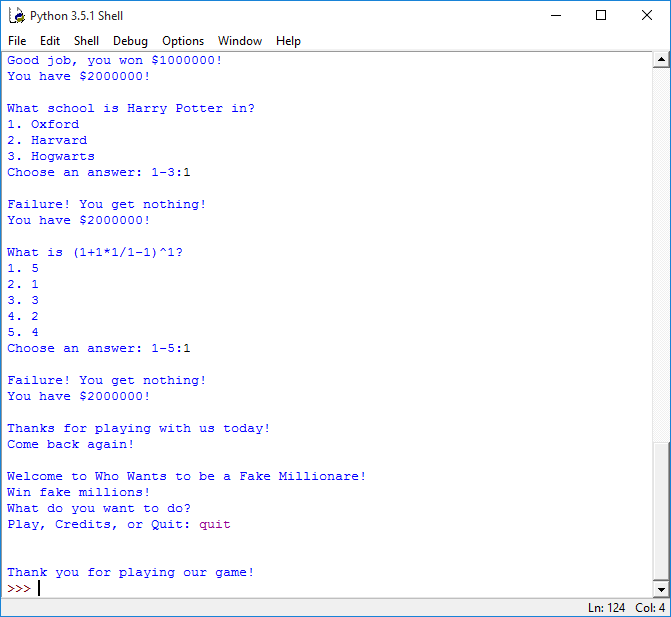 Python 3.5.1 Shell
File Edit Shell Debug Options Window Help
Good job, you won $1000000!
You have $2000000!
What school is Harry Potter in?
1. Oxford
2. Harvard
3. Hogwarts
Choose an answer: 1-3:1
Failure! You get nothing!
You have $2000000!
What is (1+1*1/1-1)^1?
1. 5
2. 1
3. 3
4. 2
5. 4
Choose an answer: 1-5:1
Failure! You get nothing!
You have $2000000!
Thanks for playing with us today!
Come back again!
Welcome to Who Wants to be a Fake Millionare!
Win fake millions!
What do you want to do?
Play, Credits, or Quit: quit
Thank you for playing our game!
>>>
Ln: 124 Col: 4